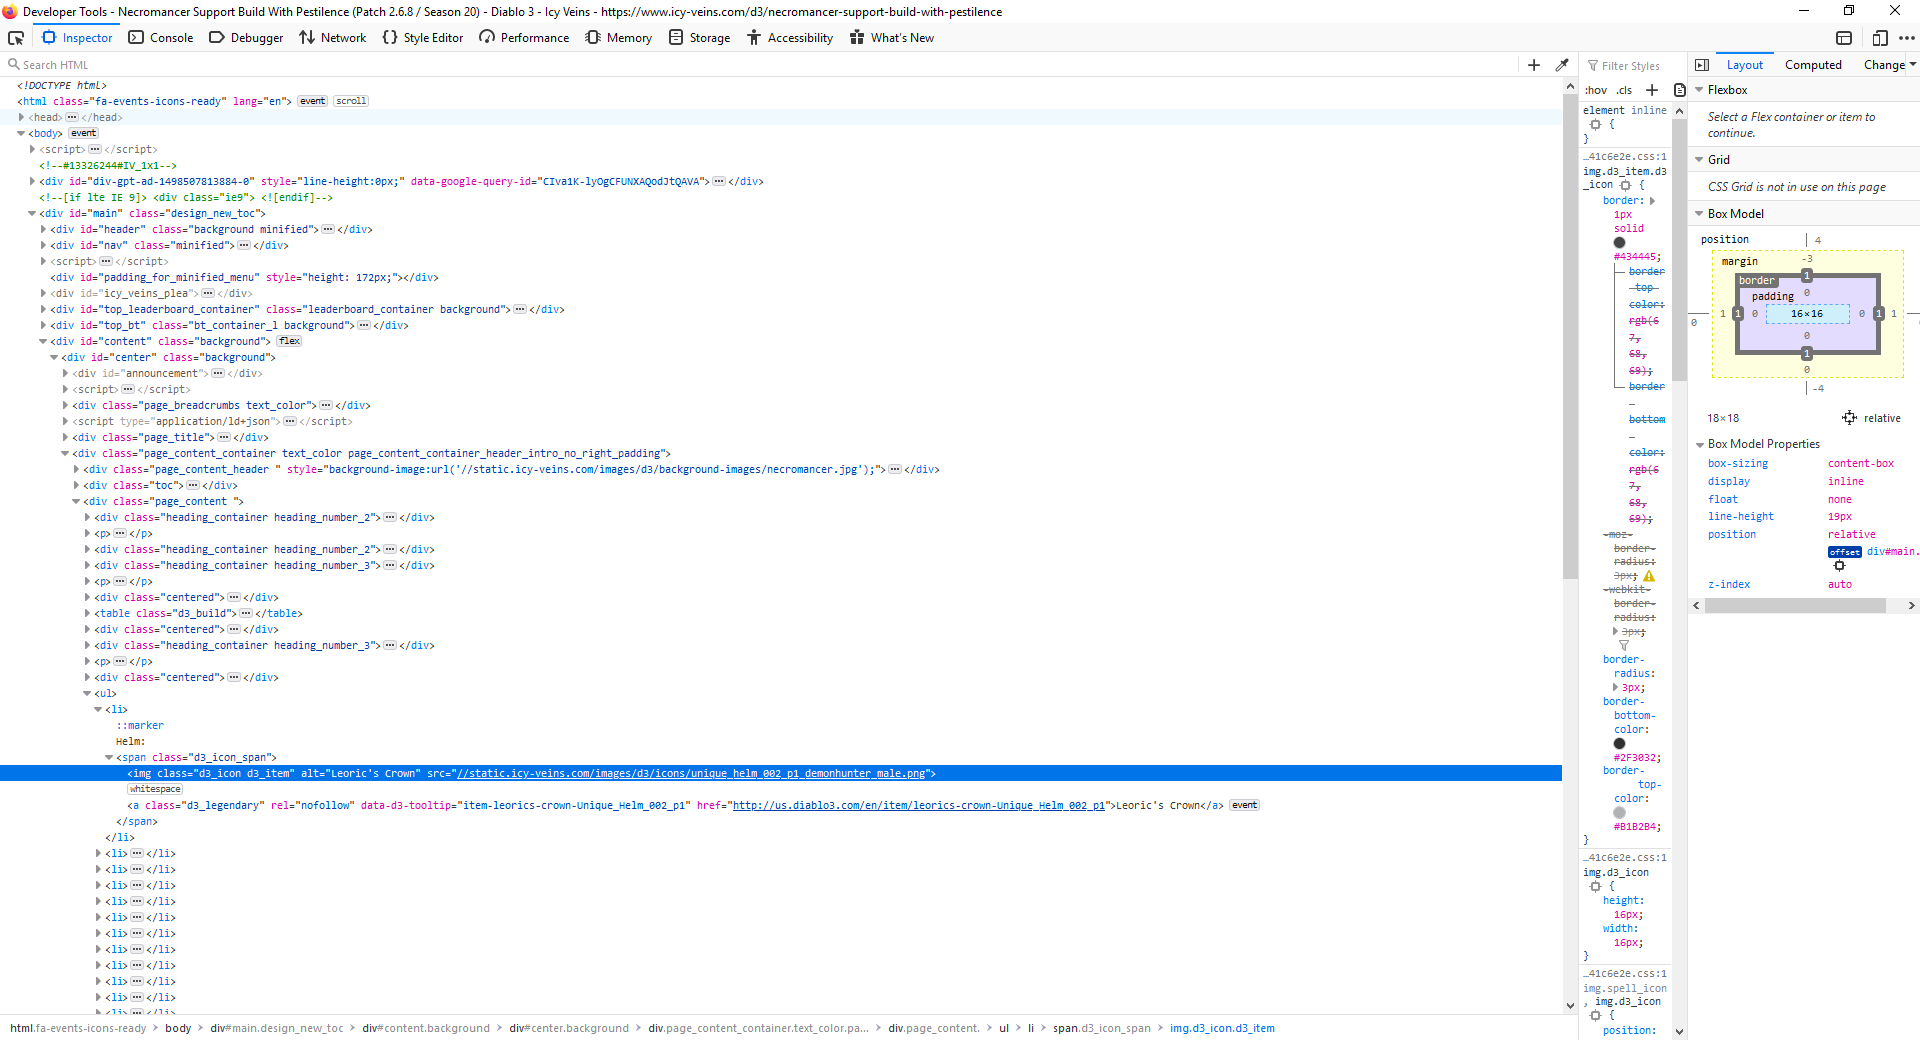 Developer Tools - Necromancer Support Build With Pestilence (Patch 2.6.8 / Season 20) - Diablo 3 - Icy Veins - https://www.icy-veins.com/d3/necromancer-support-build-with-pestilence
Inspector Console Debugger Network Style Editor Performance Memory Storage Accessibility What's New
Search HTML
<!DOCTYPE html>
<html class="fa-events-icons-ready" lang="en"> event scroll
<head> ••• </head>
<body> event
<script> ••• </script>
<!--#13326244#IV_1x1-->
<div id="div-gpt-ad-1498507813884-0" style="line-height:0px;" data-google-query-id="CIva1K-lyOgCFUNXAQodJtQAVA"> ••• </div>
<!--[if lte IE 9]> <div class="ie9"> <![endif]-->
<div id="main" class="design_new_toc">
<div id="header" class="background minified"> ••• </div>
<div id="nav" class="minified"> ••• </div>
<script> ••• </script>
<div id="padding_for_minified_menu" style="height: 172px;"></div>
<div id="icy_veins_plea"> ••• </div>
<div id="top_leaderboard_container" class="leaderboard_container background"> ••• </div>
<div id="top_bt" class="bt_container_l background"> ••• </div>
<div id="content" class="background"> flex
<div id="center" class="background">
<div id="announcement"> ••• </div>
<script> ••• </script>
<div class="page_breadcrumbs text_color"> ••• </div>
<script type="application/ld+json"> ••• </script>
<div class="page_title"> ••• </div>
<div class="page_content_container text_color page_content_container_header_intro_no_right_padding">
<div class="page_content_header " style="background-image:url('//static.icy-veins.com/images/d3/background-images/necromancer.jpg');"> ••• </div>
<div class="toc"> ••• </div>
<div class="page_content ">
<div class="heading_container heading_number_2"> ••• </div>
<p> ••• </p>
<div class="heading_container heading_number_2"> ••• </div>
<div class="heading_container heading_number_3"> ••• </div>
<p> ••• </p>
<div class="centered"> ••• </div>
<table class="d3_build"> ••• </table>
<div class="centered"> ••• </div>
<div class="heading_container heading_number_3"> ••• </div>
<p> ••• </p>
<div class="centered"> ••• </div>
<ul>
<li>
::marker
Helm:
<span class="d3_icon_span">
<img class="d3_icon d3_item" alt="Leoric's Crown" src="//static.icy-veins.com/images/d3/icons/unique_helm_002_p1_demonhunter_male.png">
whitespace
<a class="d3_legendary" rel="nofollow" data-d3-tooltip="item-leorics-crown-Unique_Helm_002_p1" href="http://us.diablo3.com/en/item/leorics-crown-Unique_Helm_002_p1">Leoric's Crown</a> event
</span>
</li>
<li> ••• </li>
<li> ••• </li>
<li> ••• </li>
<li> ••• </li>
<li> ••• </li>
<li> ••• </li>
<li> ••• </li>
<li> ••• </li>
<li> ••• </li>
<li> ••• </li>
<li> ••• </li>
html.fa-events-icons-ready > body > div#main.design_new_toc > div#content.background > div#center.background > div.page_content_container.text_color.pa... > div.page_content. > ul > li > span.d3_icon_span > img.d3_icon.d3_item
Filter Styles
:hov .cls
element inline
{
}
…41c6e2e.css:1
img.d3_item.d3
_icon {
border:
1px
solid
#434445;
border
-top-
color:
rgb(6
7,
68,
69);
border
-
bottom
-
color:
rgb(6
7,
68,
69);
-moz-
border-
radius:
3px;
-webkit-
border-
radius:
3px;
border-
radius:
3px;
border-
bottom-
color:
#2F3032;
border-
top-
color:
#B1B2B4;
}
…41c6e2e.css:1
img.d3_icon
{
height:
16px;
width:
16px;
}
…41c6e2e.css:1
img.spell_icon
, img.d3_icon
{
position:
Layout Computed Change
Flexbox
Select a Flex container or item to
continue.
Grid
CSS Grid is not in use on this page
Box Model
position 4
margin -3
border 1
padding 0
0 1 1 0 16×16 0 1 1
0
1
0
-4
18×18 relative
Box Model Properties
box-sizing content-box
display inline
float none
line-height 19px
position relative
offset div#main.
z-index auto